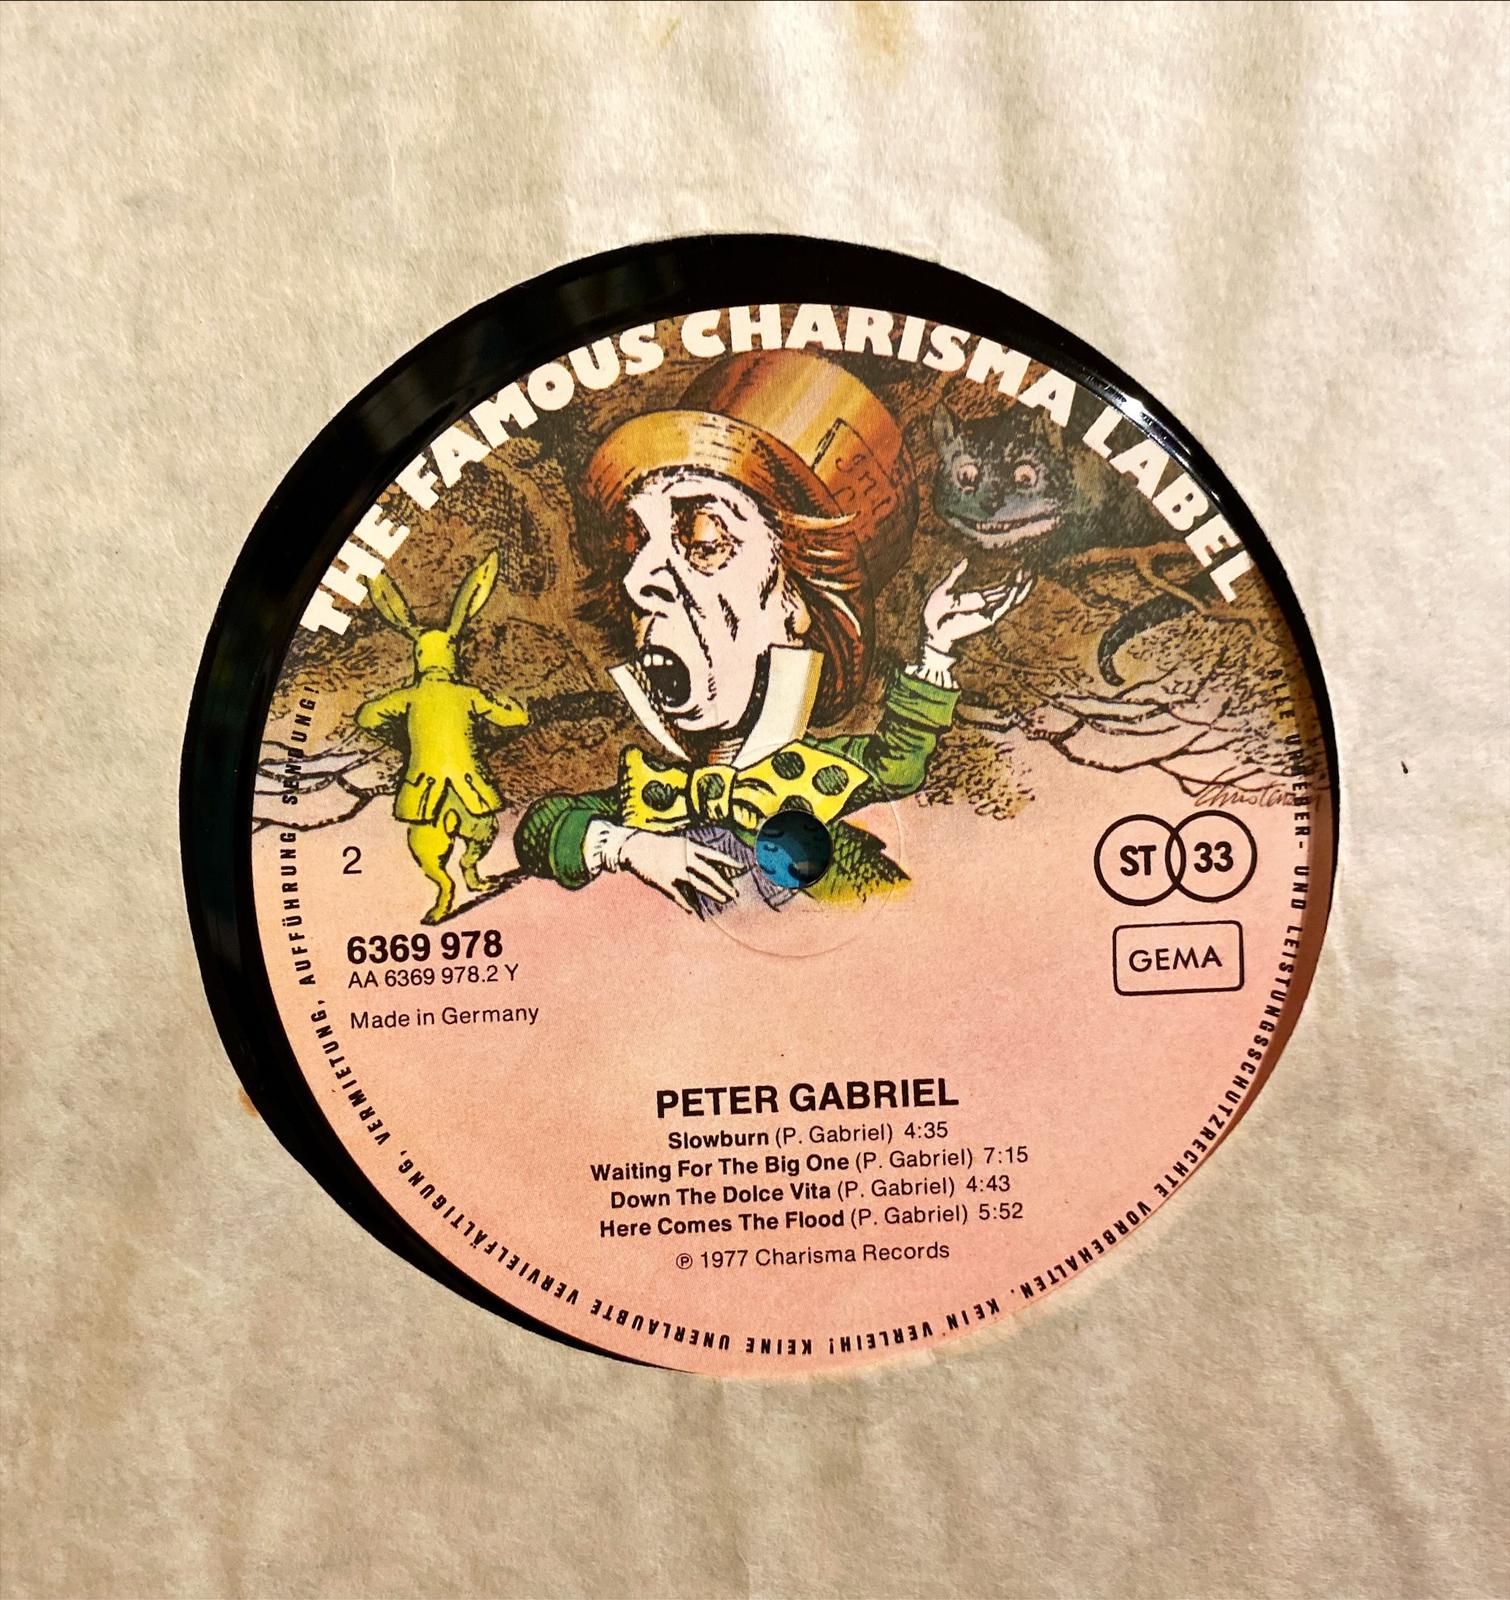 THE FAMOUS CHARISMA LABEL
2
ST 33
6369 978
AA 6369 978.2 Y
GEMA
Made in Germany
PETER GABRIEL
Slowburn (P. Gabriel) 4:35
Waiting For The Big One (P. Gabriel) 7:15
Down The Dolce Vita (P. Gabriel) 4:43
Here Comes The Flood (P. Gabriel) 5:52
℗ 1977 Charisma Records
ALLE URHEBER- UND LEISTUNGSSCHUTZRECHTE VORBEHALTEN. KEIN VERLEIH! KEINE UNERLAUBTE VERVIELFÄLTIGUNG, VERMIETUNG, AUFFÜHRUNG, SENDUNG!